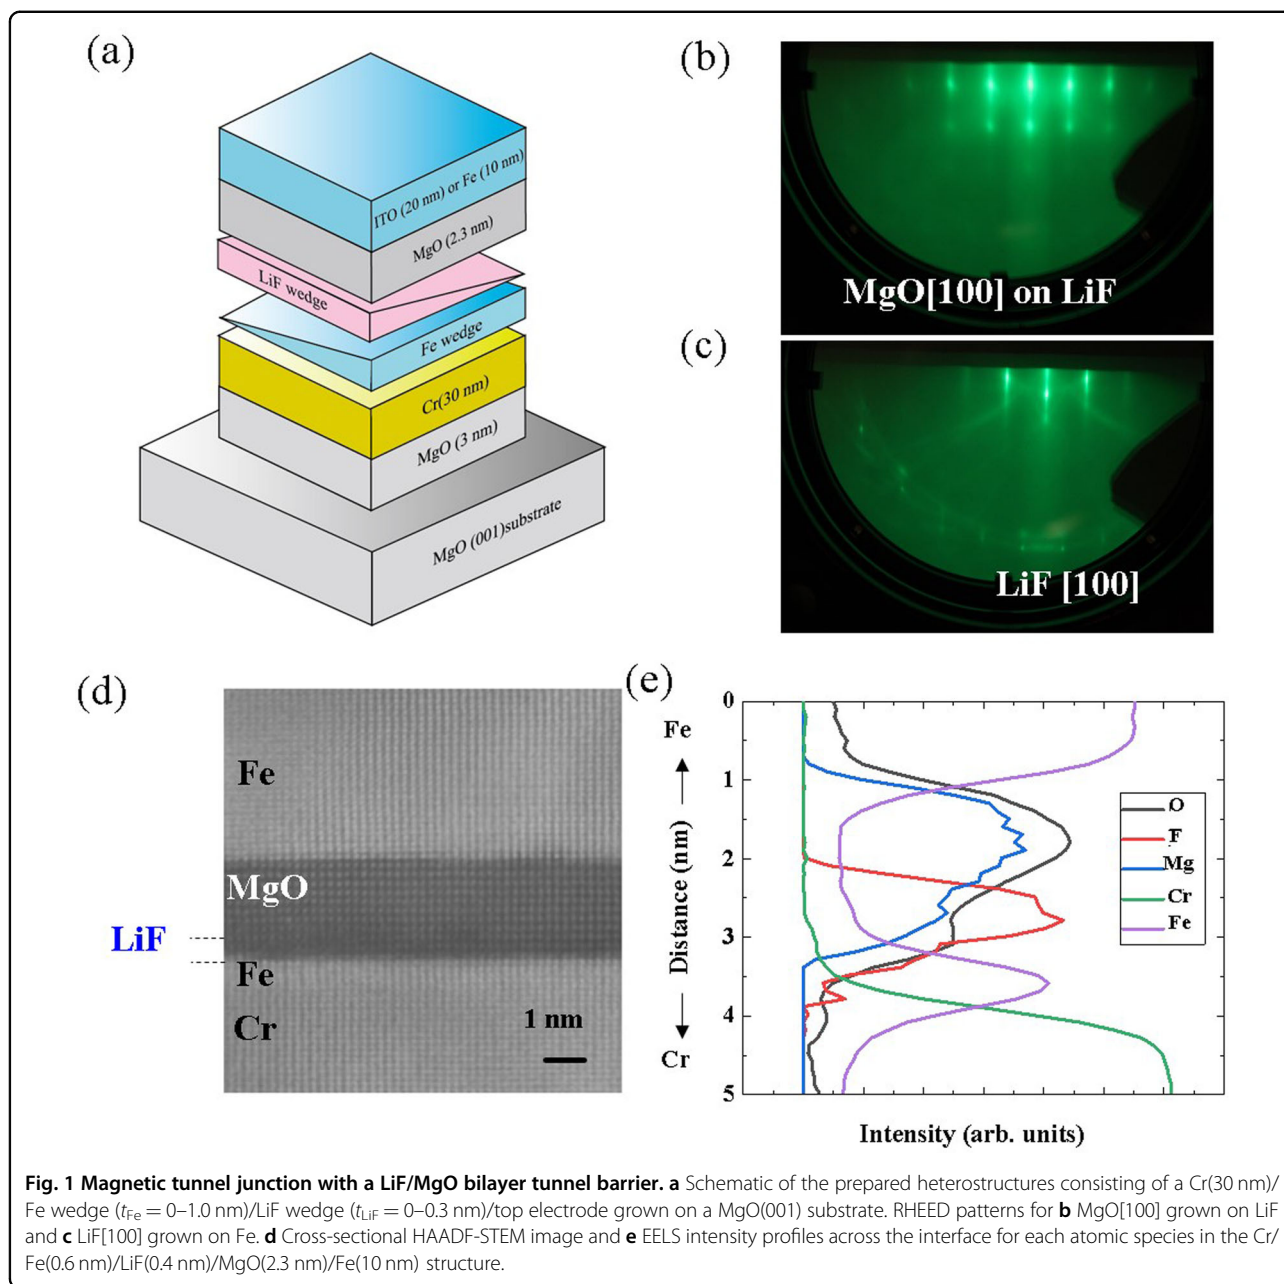 (a)
ITO (20 nm) or Fe (10 nm)
MgO (2.3 nm)
LiF wedge
Fe wedge
Cr(30 nm)
MgO (3 nm)
MgO (001)substrate
(b)
MgO[100] on LiF
(c)
LiF [100]
(d)
Fe
MgO
LiF
Fe
Cr
1 nm
(e)
0
1
2
3
4
5
Fe
Distance (nm)
Cr
O
F
Mg
Cr
Fe
Intensity (arb. units)
Fig. 1 Magnetic tunnel junction with a LiF/MgO bilayer tunnel barrier. a Schematic of the prepared heterostructures consisting of a Cr(30 nm)/
Fe wedge (tFe = 0–1.0 nm)/LiF wedge (tLiF = 0–0.3 nm)/top electrode grown on a MgO(001) substrate. RHEED patterns for b MgO[100] grown on LiF
and c LiF[100] grown on Fe. d Cross-sectional HAADF-STEM image and e EELS intensity profiles across the interface for each atomic species in the Cr/
Fe(0.6 nm)/LiF(0.4 nm)/MgO(2.3 nm)/Fe(10 nm) structure.